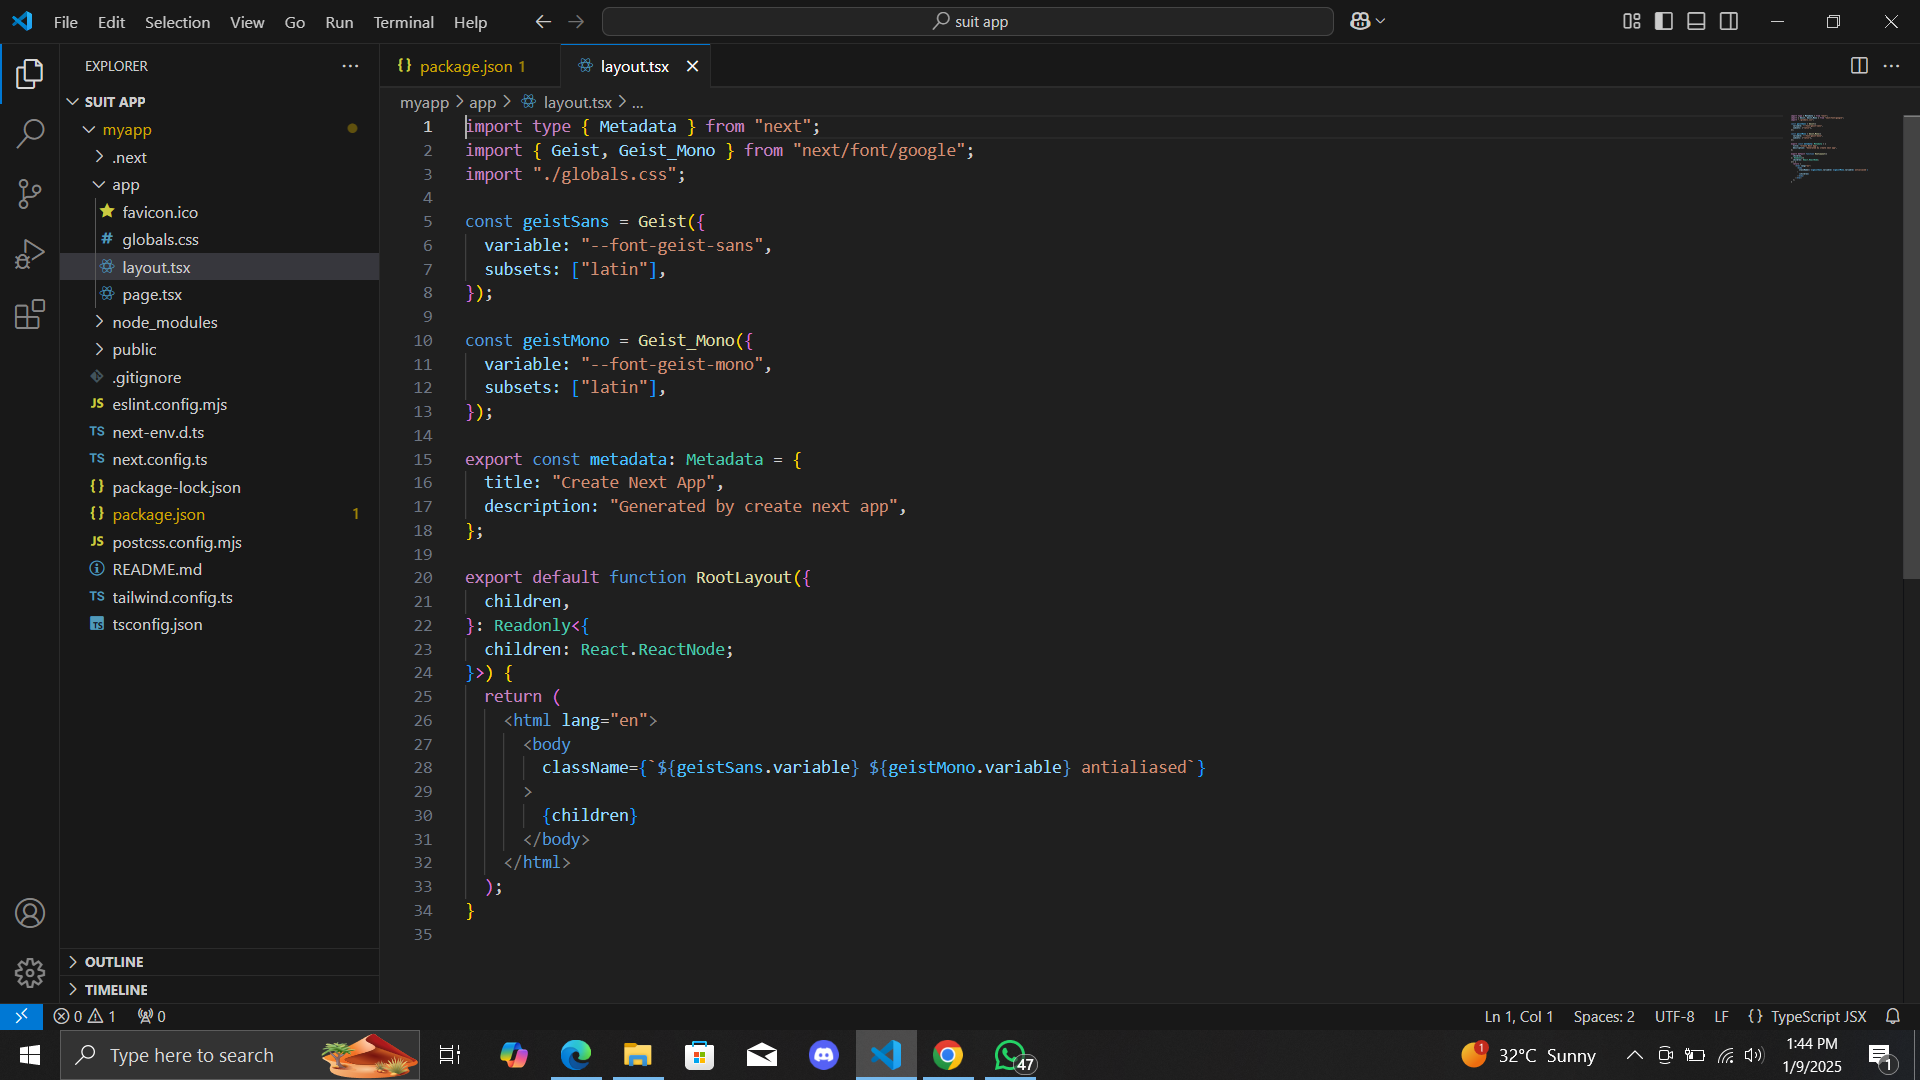 File Edit Selection View Go Run Terminal Help
suit app
EXPLORER
SUIT APP
myapp
.next
app
favicon.ico
globals.css
layout.tsx
page.tsx
node_modules
public
.gitignore
eslint.config.mjs
next-env.d.ts
next.config.ts
package-lock.json
package.json 1
postcss.config.mjs
README.md
tailwind.config.ts
tsconfig.json
OUTLINE
TIMELINE
package.json 1
layout.tsx
myapp > app > layout.tsx > ...
1 import type { Metadata } from "next";
2 import { Geist, Geist_Mono } from "next/font/google";
3 import "./globals.css";
4
5 const geistSans = Geist({
6 variable: "--font-geist-sans",
7 subsets: ["latin"],
8 });
9
10 const geistMono = Geist_Mono({
11 variable: "--font-geist-mono",
12 subsets: ["latin"],
13 });
14
15 export const metadata: Metadata = {
16 title: "Create Next App",
17 description: "Generated by create next app",
18 };
19
20 export default function RootLayout({
21 children,
22 }: Readonly<{
23 children: React.ReactNode;
24 }>) {
25 return (
26 <html lang="en">
27 <body
28 className={`${geistSans.variable} ${geistMono.variable} antialiased`}
29 >
30 {children}
31 </body>
32 </html>
33 );
34 }
35
0 1 0
Ln 1, Col 1 Spaces: 2 UTF-8 LF {} TypeScript JSX
Type here to search
47
1 32°C Sunny
1:44 PM
1/9/2025
1